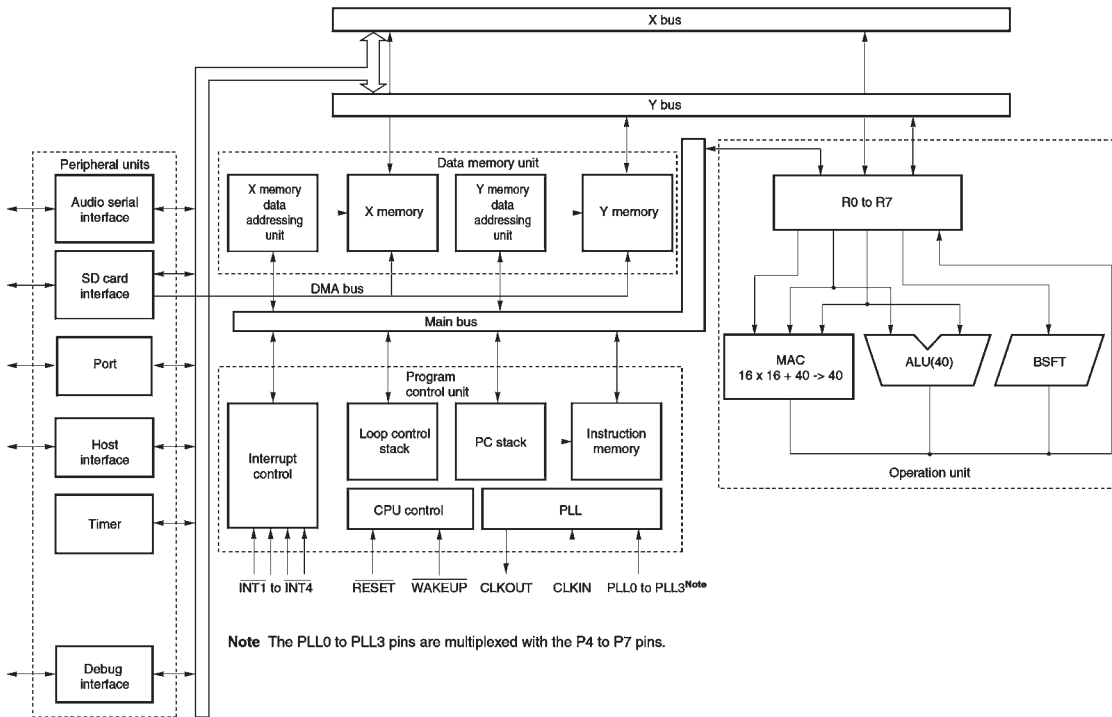 X bus
Y bus
Peripheral units
Audio serial
interface
SD card
interface
Port
Host
interface
Timer
Debug
interface
Data memory unit
X memory
data
addressing
unit
X memory
Y memory
data
addressing
unit
Y memory
DMA bus
Main bus
Program
control unit
Interrupt
control
Loop control
stack
PC stack
Instruction
memory
CPU control
PLL
INT1 to INT4
RESET
WAKEUP
CLKOUT
CLKIN
PLL0 to PLL3Note
R0 to R7
MAC
16 x 16 + 40 -> 40
ALU(40)
BSFT
Operation unit
Note The PLL0 to PLL3 pins are multiplexed with the P4 to P7 pins.